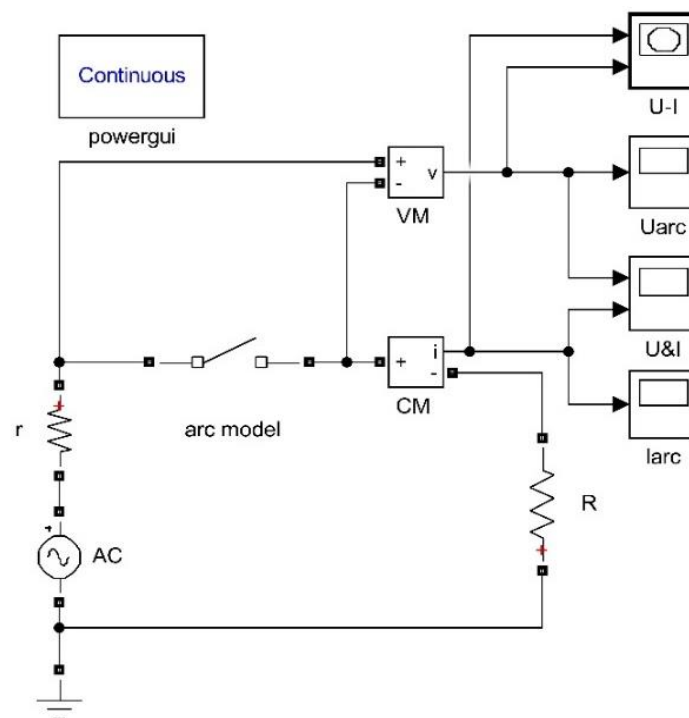 Continuous
powergui
U-I
+
-
v
VM
Uarc
U&I
+
i
-
CM
Iarc
arc model
r
R
AC